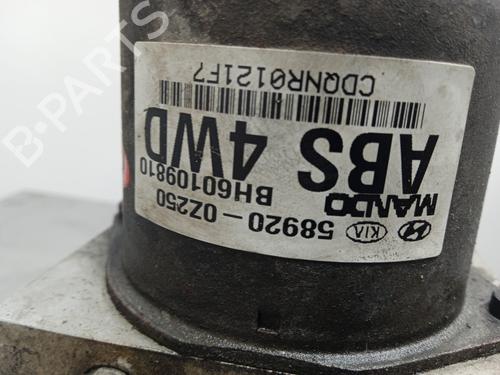 58920-0Z250
BH60109810
MANDO
KIA
ABS 4WD
CDQNR0121F7
B-PARTS